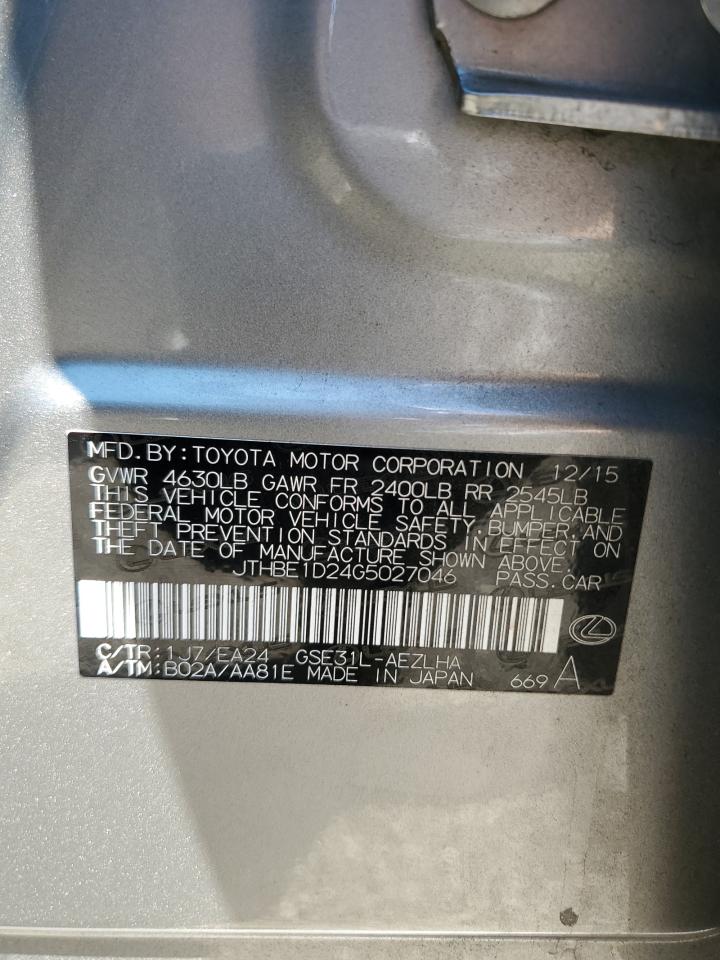 MFD.BY:TOYOTA MOTOR CORPORATION 12/15
GVWR 4630LB GAWR FR 2400LB RR 2545LB
THIS VEHICLE CONFORMS TO ALL APPLICABLE
FEDERAL MOTOR VEHICLE SAFETY,BUMPER,AND
THEFT PREVENTION STANDARDS IN EFFECT ON
THE DATE OF MANUFACTURE SHOWN ABOVE.
JTHBE1D24G5027046 PASS.CAR
C/TR:1J7/EA24 GSE31L-AEZLHA
A/TM:B02A/AA81E MADE IN JAPAN 669 A